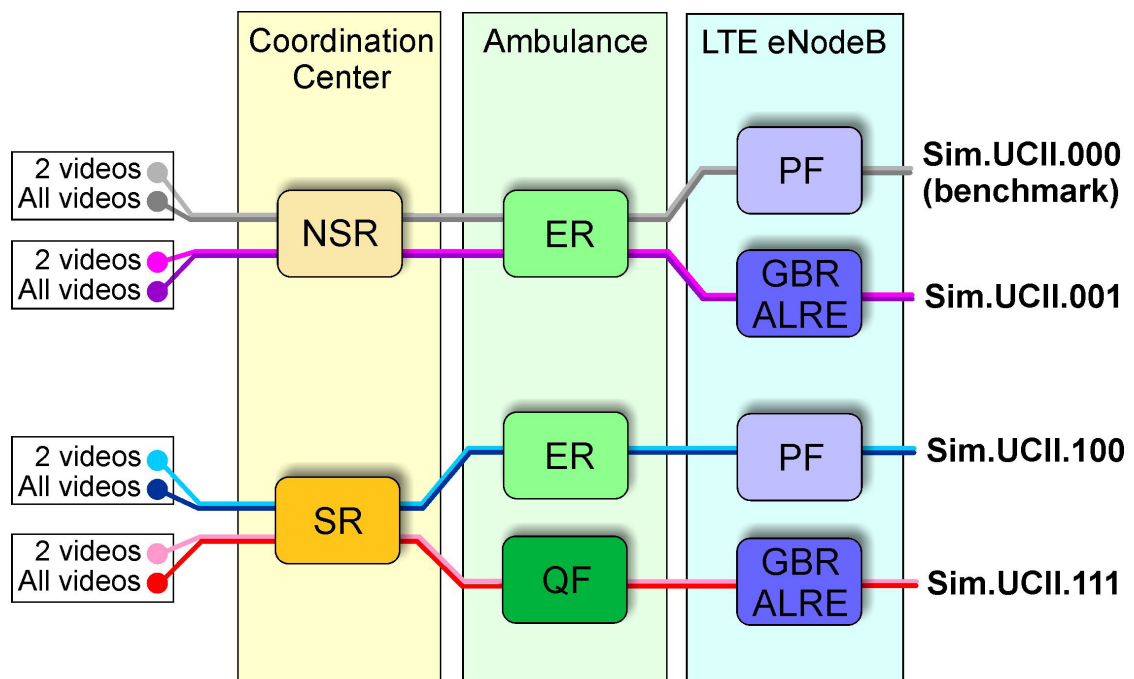 Coordination
Center
Ambulance
LTE eNodeB
2 videos
All videos
NSR
ER
PF
Sim.UCII.000
(benchmark)
2 videos
All videos
GBR
ALRE
Sim.UCII.001
2 videos
All videos
SR
ER
PF
Sim.UCII.100
2 videos
All videos
QF
GBR
ALRE
Sim.UCII.111